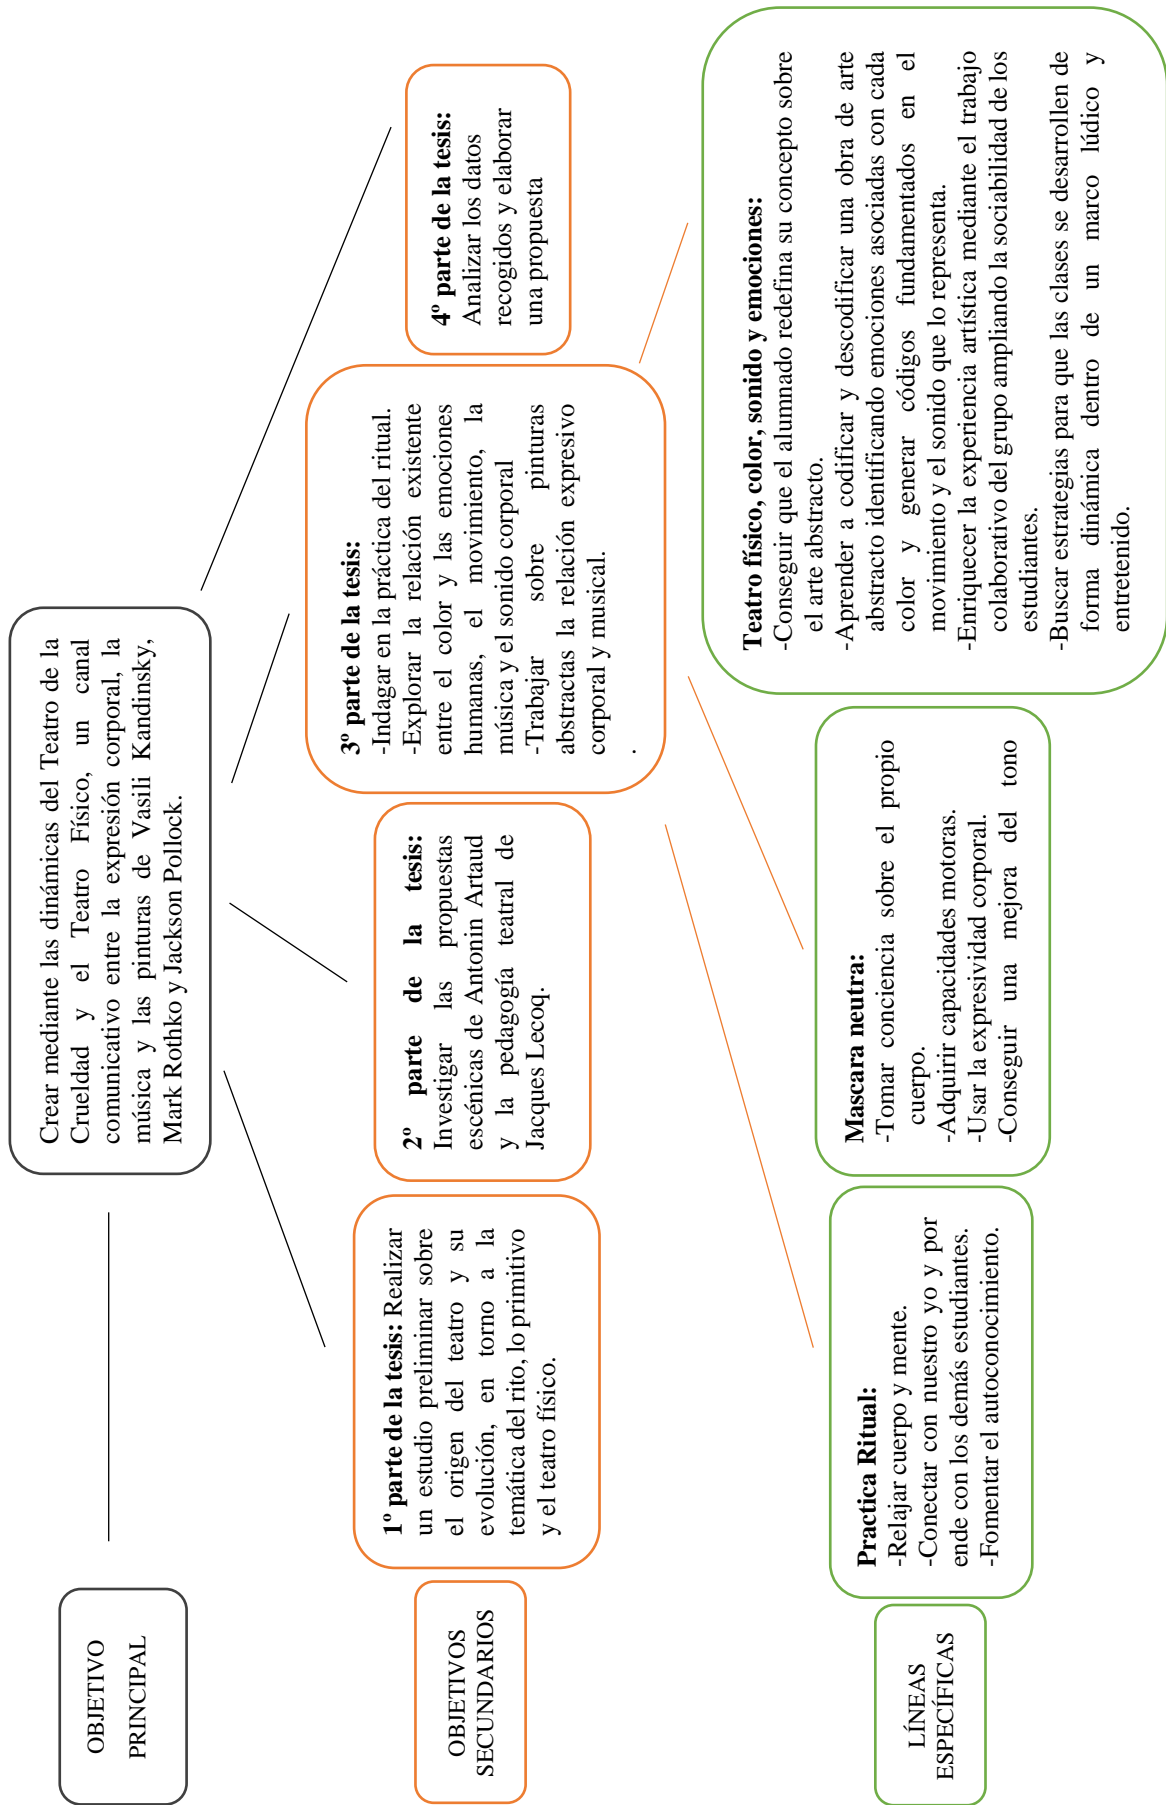 OBJETIVO
PRINCIPAL
Crear mediante las dinámicas del Teatro de la
Crueldad y el Teatro Físico, un canal
comunicativo entre la expresión corporal, la
música y las pinturas de Vasili Kandinsky,
Mark Rothko y Jackson Pollock.
OBJETIVOS
SECUNDARIOS
1º parte de la tesis: Realizar
un estudio preliminar sobre
el origen del teatro y su
evolución, en torno a la
temática del rito, lo primitivo
y el teatro físico.
2º parte de la tesis:
Investigar las propuestas
escénicas de Antonin Artaud
y la pedagogía teatral de
Jacques Lecoq.
3º parte de la tesis:
-Indagar en la práctica del ritual.
-Explorar la relación existente
entre el color y las emociones
humanas, el movimiento, la
música y el sonido corporal
-Trabajar sobre pinturas
abstractas la relación expresivo
corporal y musical.
.
4º parte de la tesis:
Analizar los datos
recogidos y elaborar
una propuesta
LÍNEAS
ESPECÍFICAS
Practica Ritual:
-Relajar cuerpo y mente.
-Conectar con nuestro yo y por
ende con los demás estudiantes.
-Fomentar el autoconocimiento.
Mascara neutra:
-Tomar conciencia sobre el propio
cuerpo.
-Adquirir capacidades motoras.
-Usar la expresividad corporal.
-Conseguir una mejora del tono
Teatro físico, color, sonido y emociones:
-Conseguir que el alumnado redefina su concepto sobre
el arte abstracto.
-Aprender a codificar y descodificar una obra de arte
abstracto identificando emociones asociadas con cada
color y generar códigos fundamentados en el
movimiento y el sonido que lo representa.
-Enriquecer la experiencia artística mediante el trabajo
colaborativo del grupo ampliando la sociabilidad de los
estudiantes.
-Buscar estrategias para que las clases se desarrollen de
forma dinámica dentro de un marco lúdico y
entretenido.